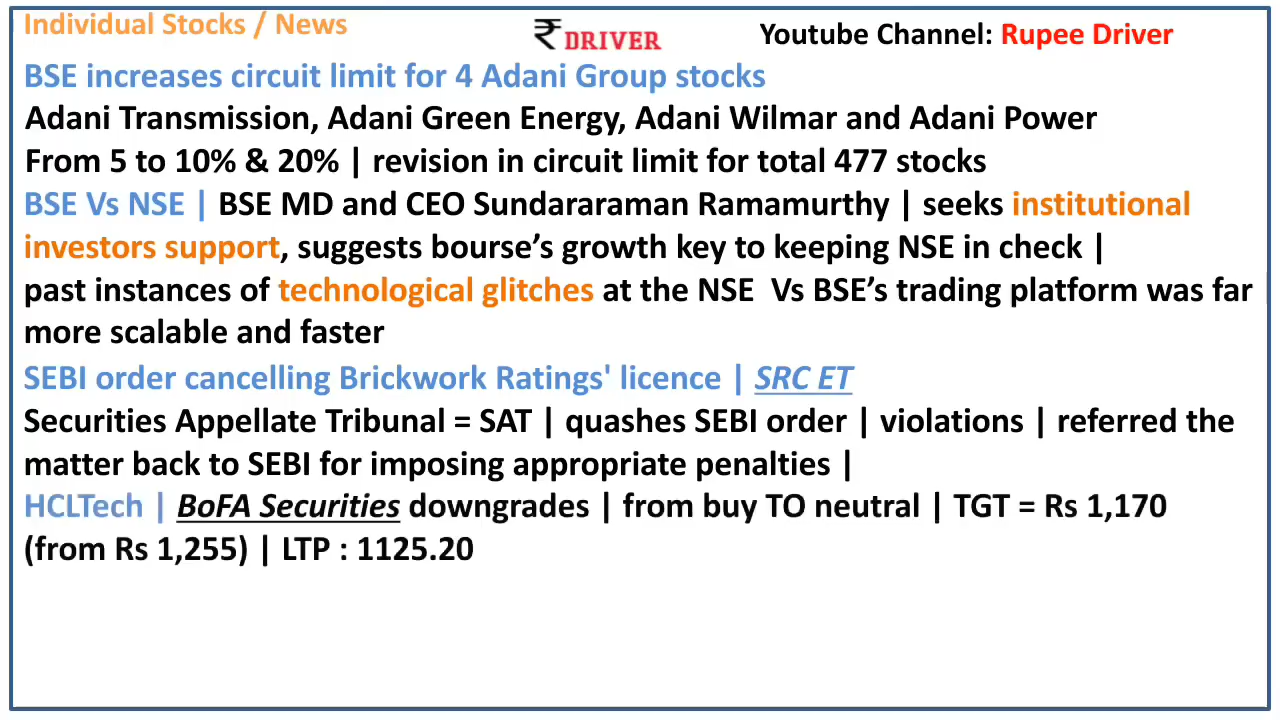 Individual Stocks / News
₹ DRIVER
Youtube Channel: Rupee Driver
BSE increases circuit limit for 4 Adani Group stocks
Adani Transmission, Adani Green Energy, Adani Wilmar and Adani Power
From 5 to 10% & 20% | revision in circuit limit for total 477 stocks
BSE Vs NSE | BSE MD and CEO Sundararaman Ramamurthy | seeks institutional
investors support, suggests bourse’s growth key to keeping NSE in check |
past instances of technological glitches at the NSE Vs BSE’s trading platform was far
more scalable and faster
SEBI order cancelling Brickwork Ratings' licence | SRC ET
Securities Appellate Tribunal = SAT | quashes SEBI order | violations | referred the
matter back to SEBI for imposing appropriate penalties |
HCLTech | BoFA Securities downgrades | from buy TO neutral | TGT = Rs 1,170
(from Rs 1,255) | LTP : 1125.20